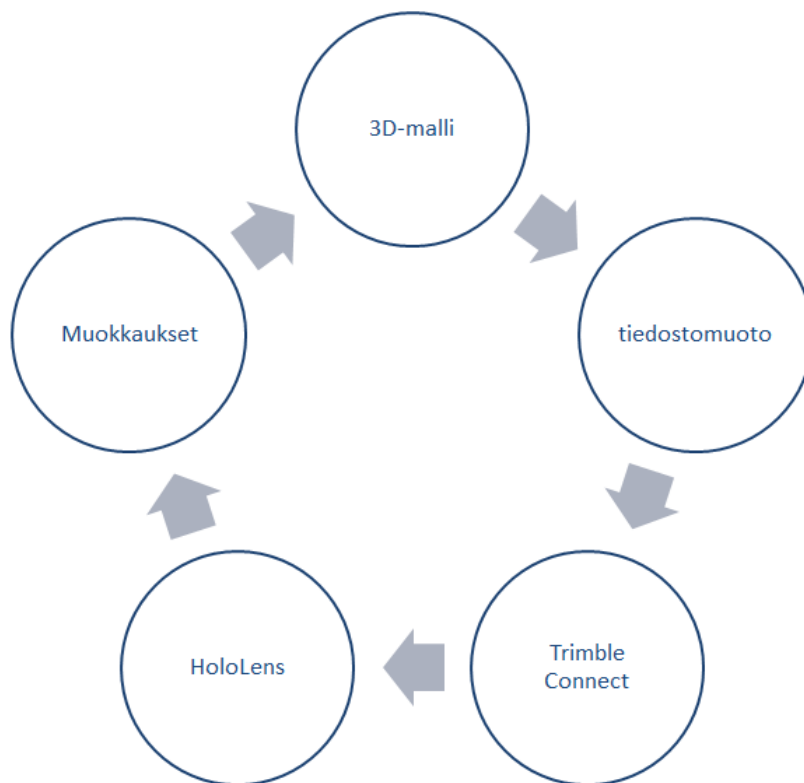 3D-malli
tiedostomuoto
Trimble
Connect
HoloLens
Muokkaukset